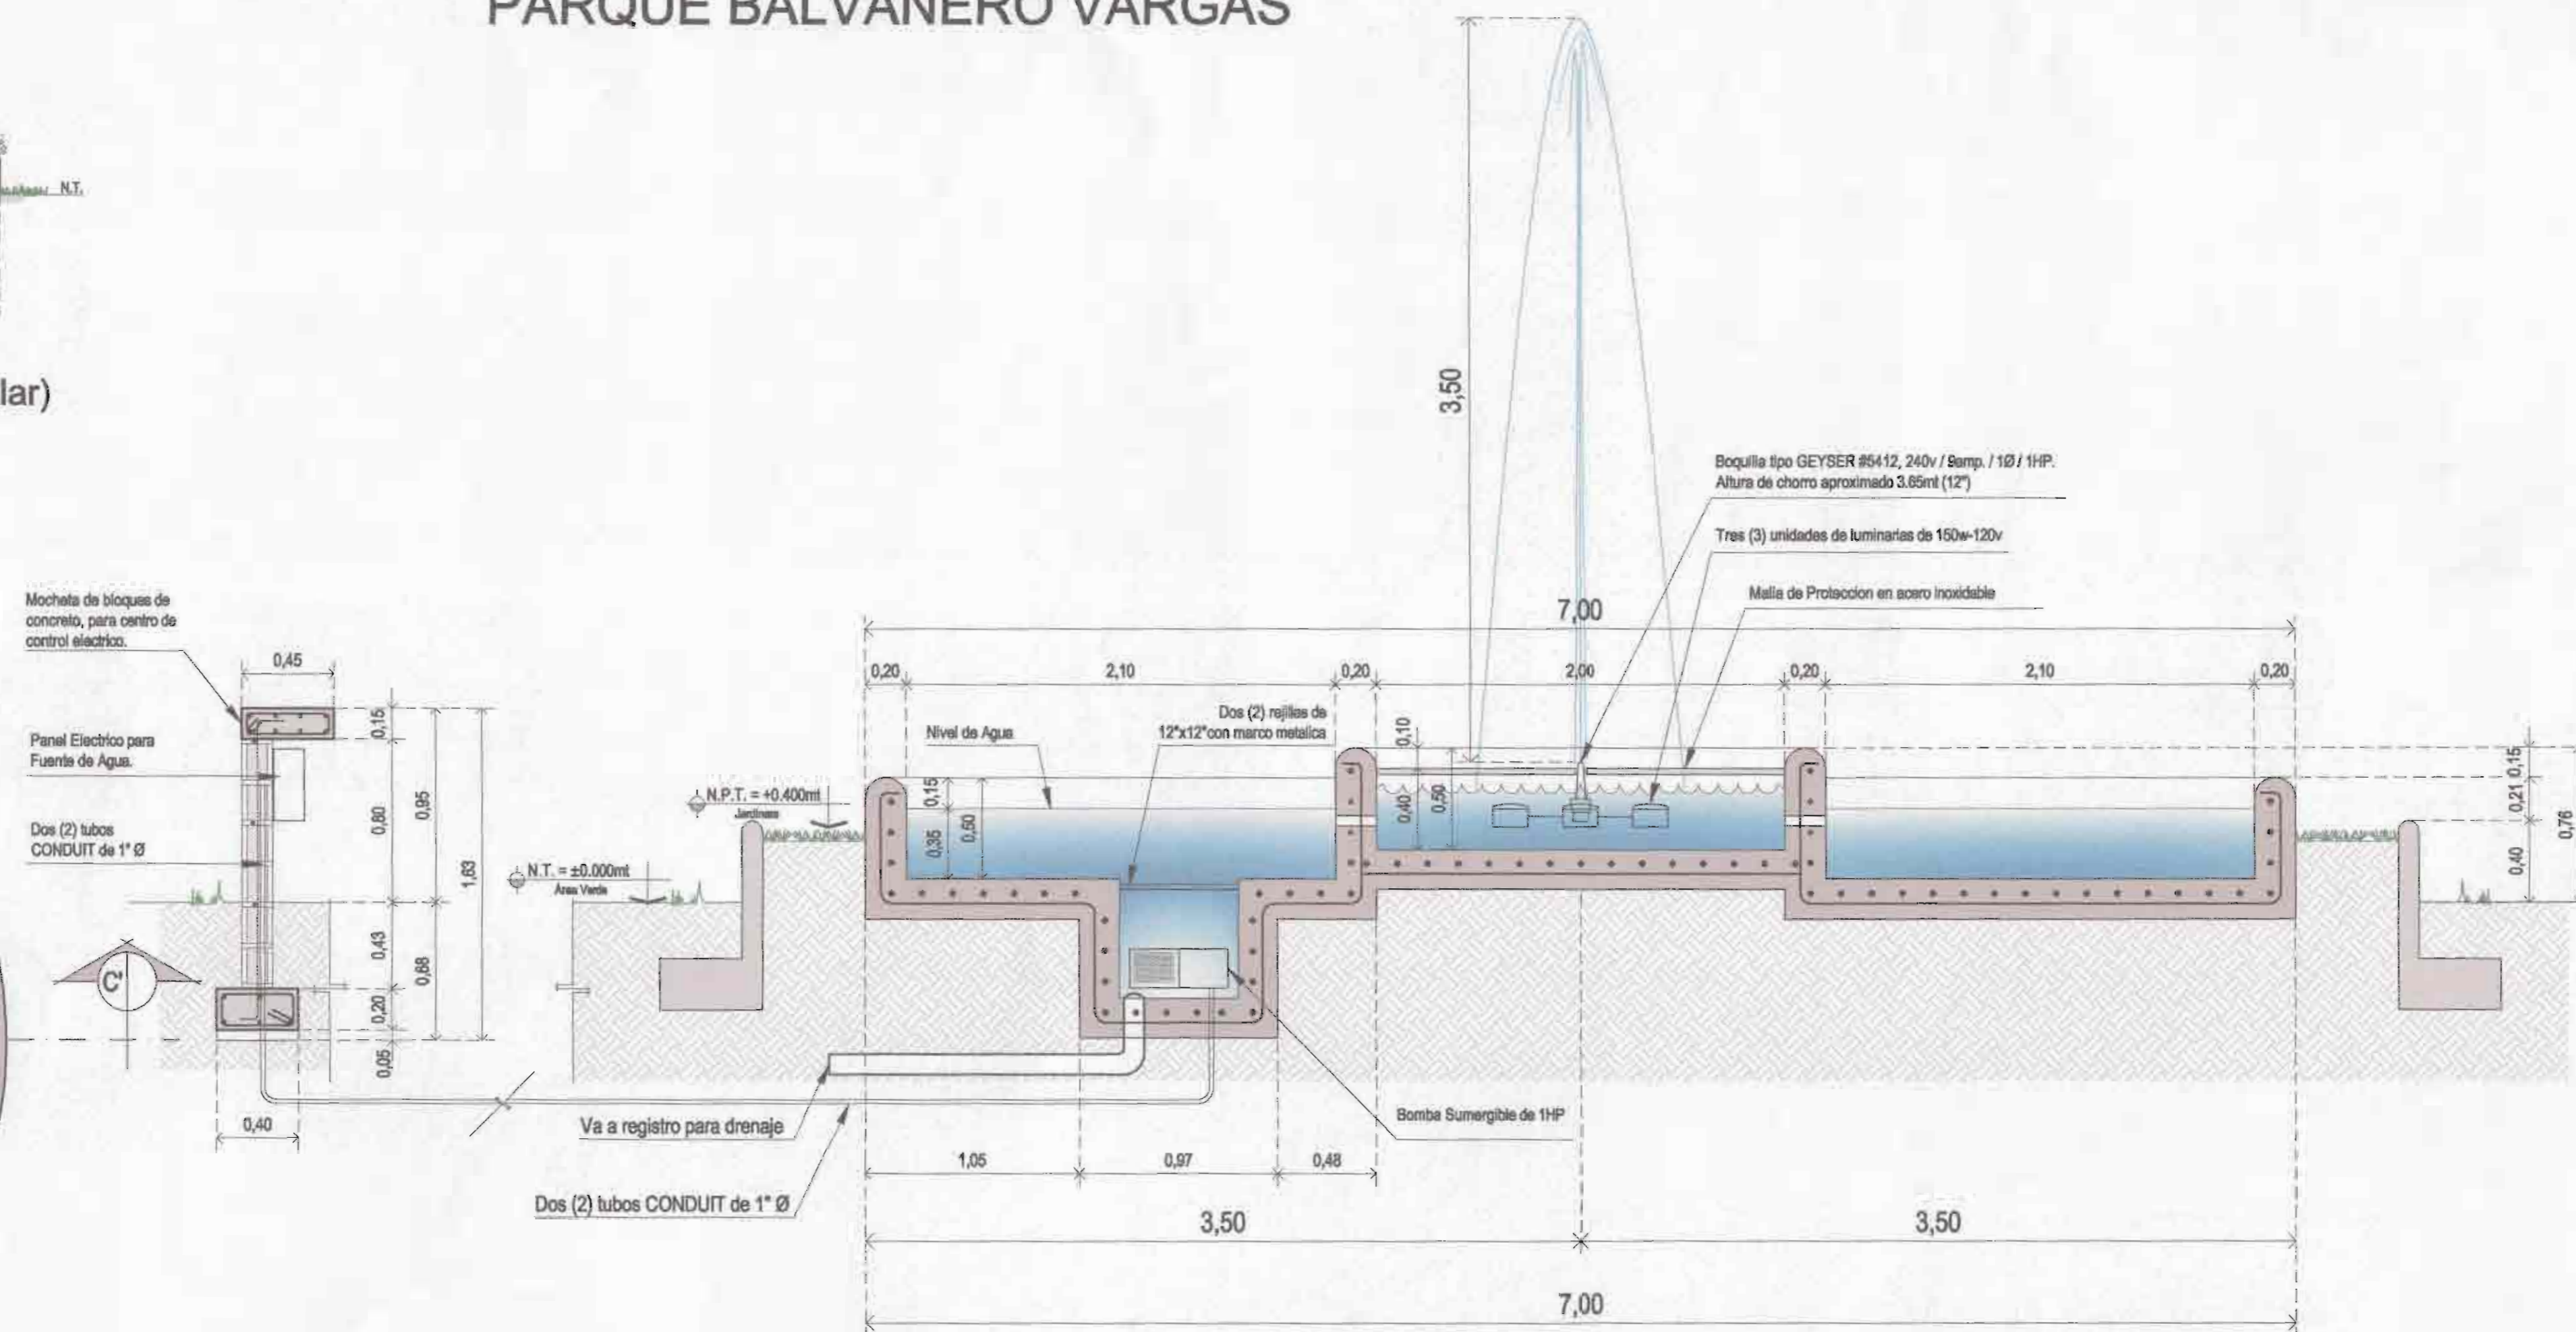 PARQUE BALVANERO VARGAS
N.T.
lar)
3,50
Boquilla tipo GEYSER #5412, 240v / 9amp. / 1Ø / 1HP.
Altura de chorro aproximado 3.65mt (12")
Tres (3) unidades de luminarias de 150w-120v
Malla de Proteccion en acero Inoxidable
7,00
0,20
2,10
0,20
2,00
0,20
2,10
0,20
Mocheta de bloques de
concreto, para centro de
control electrico.
0,45
Panel Electrico para
Fuente de Agua.
Dos (2) tubos
CONDUIT de 1" Ø
0,15
0,80
0,95
1,63
0,43
0,68
0,20
0,05
0,40
C'
Nivel de Agua
Dos (2) rejillas de
12"x12"con marco metalica
N.P.T. = +0.400mt
Jardinera
N.T. = ±0.000mt
Área Verde
0,15
0,35
0,60
0,10
0,40
0,50
0,15
0,21
0,76
0,40
Va a registro para drenaje
Dos (2) tubos CONDUIT de 1" Ø
Bomba Sumergible de 1HP
1,05
0,97
0,48
3,50
3,50
7,00